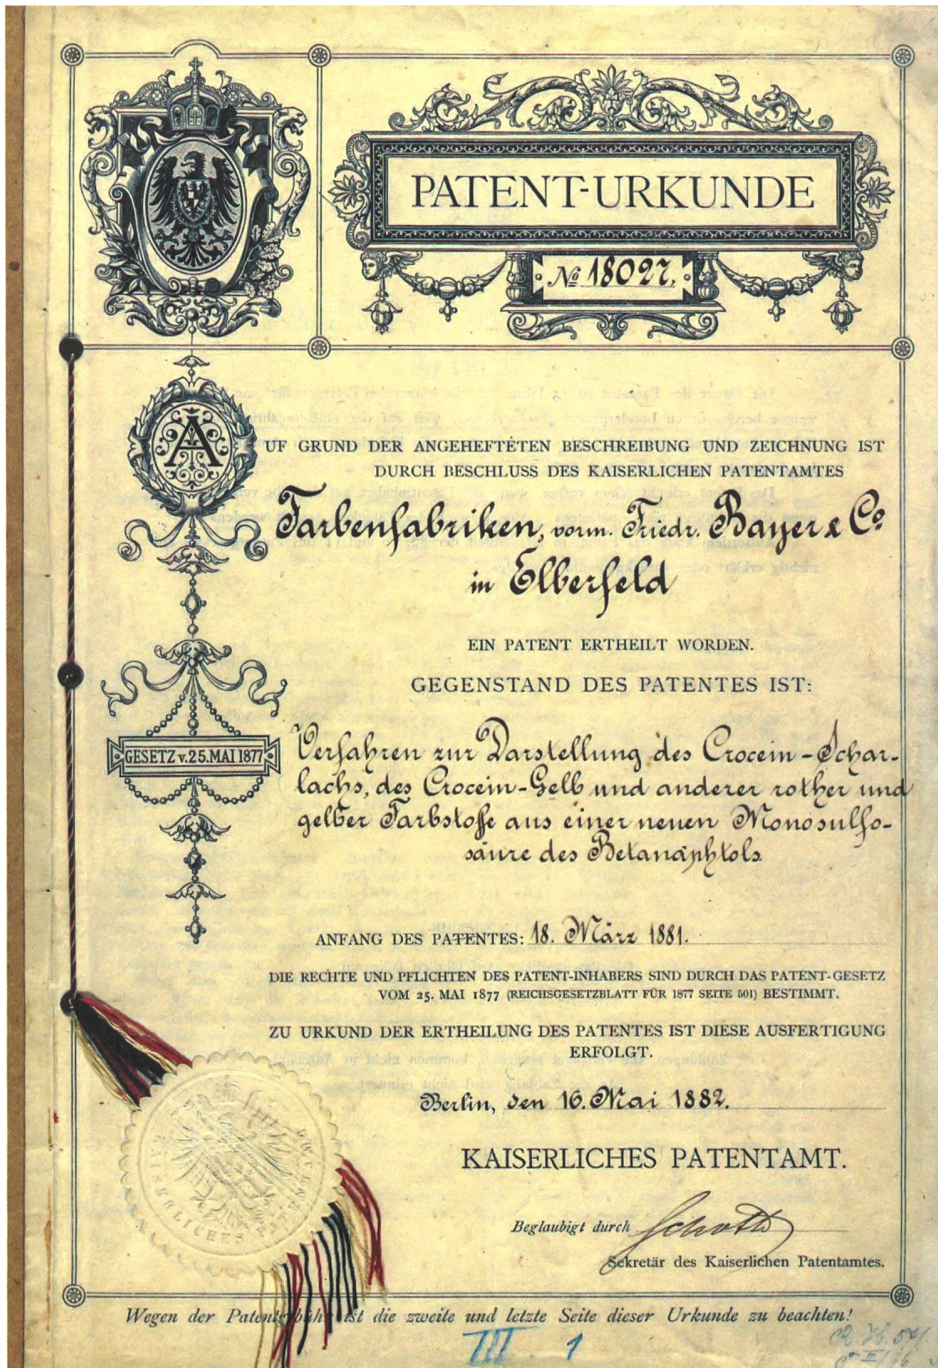 PATENT-URKUNDE
№ 18027.
AUF GRUND DER ANGEHEFTETEN BESCHREIBUNG UND ZEICHNUNG IST
DURCH BESCHLUSS DES KAISERLICHEN PATENTAMTES
Farbenfabriken, vorm. Friedr. Bayer & Co
in Elberfeld
EIN PATENT ERTHEILT WORDEN.
GEGENSTAND DES PATENTES IST:
GESETZ v. 25. MAI 1877
Verfahren zur Darstellung des Crocein-Schar-
lachs, des Crocein-Gelb und anderer rother und
gelber Farbstoffe aus einer neuen Monosulfo-
säure des Betanaphtols
ANFANG DES PATENTES: 18. März 1881.
DIE RECHTE UND PFLICHTEN DES PATENT-INHABERS SIND DURCH DAS PATENT-GESETZ
VOM 25. MAI 1877 (REICHSGESETZBLATT FÜR 1877 SEITE 501) BESTIMMT.
ZU URKUND DER ERTHEILUNG DES PATENTES IST DIESE AUSFERTIGUNG
ERFOLGT.
Berlin, den 16. Mai 1882.
KAISERLICHES PATENTAMT.
KAISERLICHES PATENTAMT
Beglaubigt durch
Sekretär des Kaiserlichen Patentamtes.
Wegen der Patentgebühr ist die zweite und letzte Seite dieser Urkunde zu beachten!
III 1